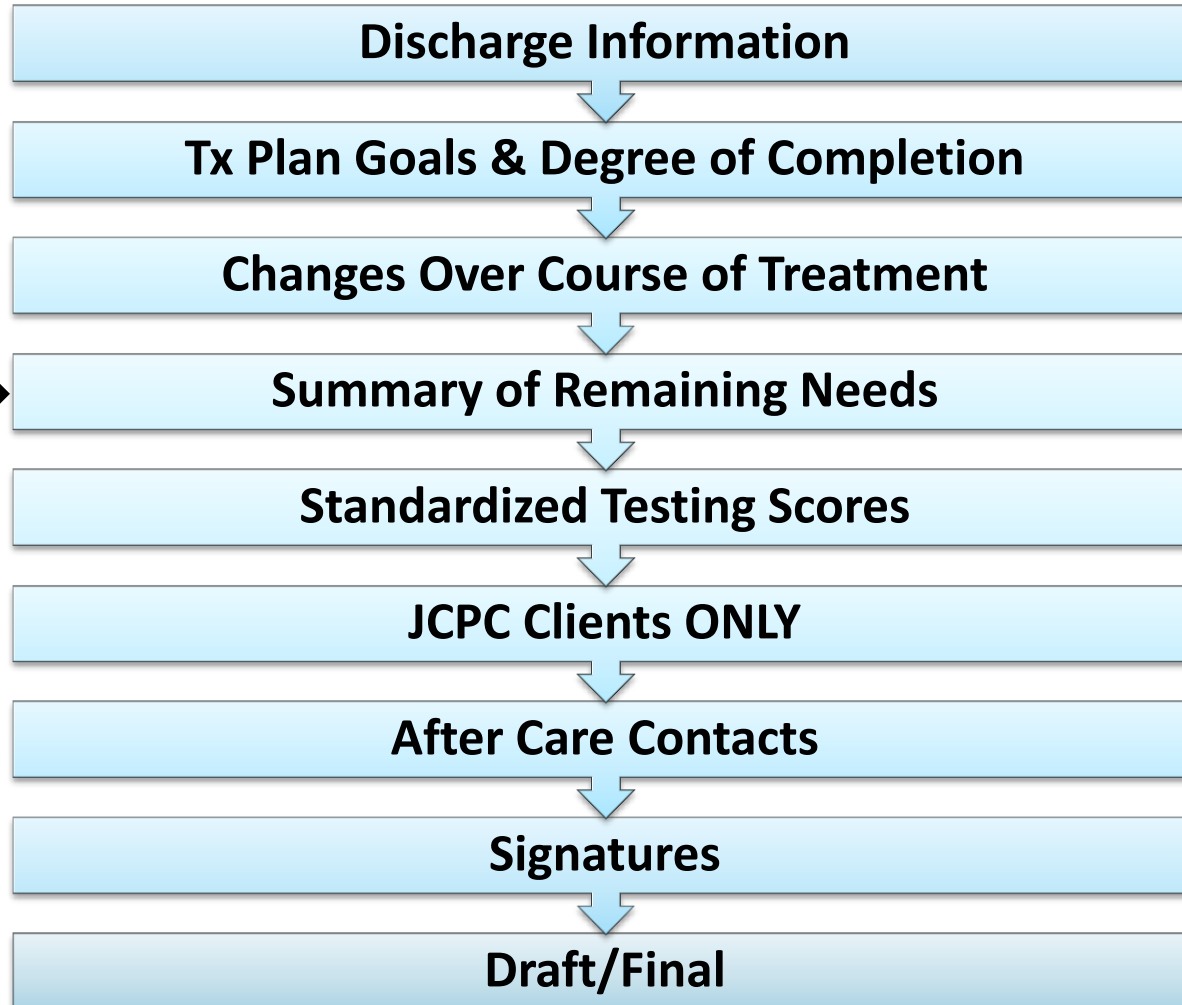 Discharge Information
Tx Plan Goals & Degree of Completion
Changes Over Course of Treatment
Summary of Remaining Needs
Standardized Testing Scores
JCPC Clients ONLY
After Care Contacts
Signatures
Draft/Final